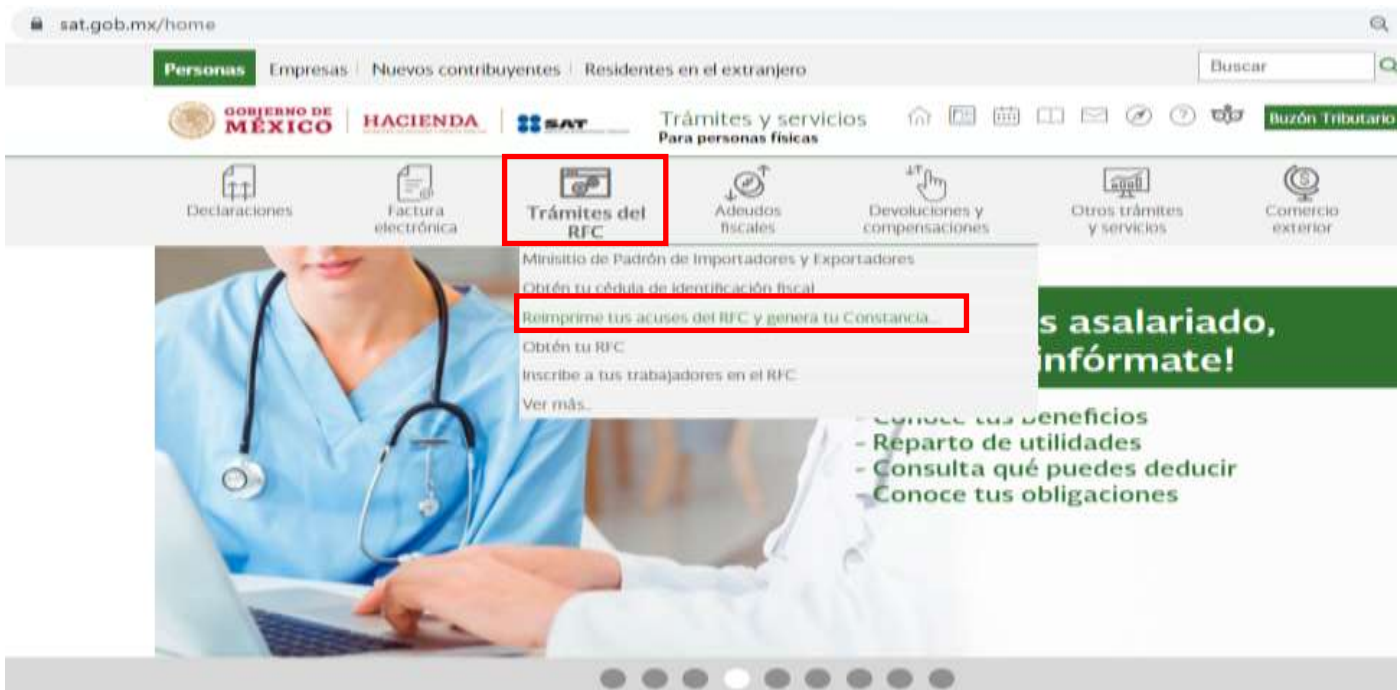 sat.gob.mx/home
Personas Empresas Nuevos contribuyentes Residentes en el extranjero Buscar
GOBIERNO DE
MÉXICO
HACIENDA
SAT
Trámites y servicios
Para personas físicas
Buzón Tributario
Declaraciones
Factura
electrónica
Trámites del
RFC
Adeudos
fiscales
Devoluciones y
compensaciones
Otros trámites
y servicios
Comercio
exterior
Minisitio de Padrón de Importadores y Exportadores
Obtén tu cédula de identificación fiscal
Reimprime tus acuses del RFC y genera tu Constancia...
Obtén tu RFC
Inscribe a tus trabajadores en el RFC
Ver más..
s asalariado,
infórmate!
- Conoce tus beneficios
- Reparto de utilidades
- Consulta qué puedes deducir
- Conoce tus obligaciones